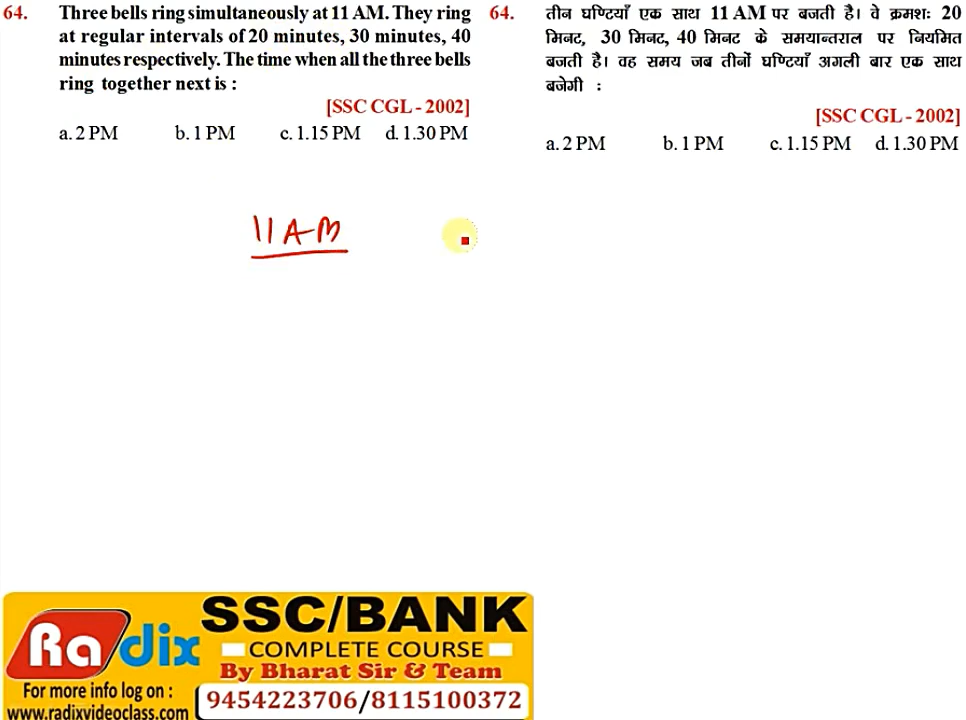 64. Three bells ring simultaneously at 11 AM. They ring
at regular intervals of 20 minutes, 30 minutes, 40
minutes respectively. The time when all the three bells
ring together next is :
[SSC CGL - 2002]
a. 2 PM b. 1 PM c. 1.15 PM d. 1.30 PM
64. तीन घण्टियाँ एक साथ 11 AM पर बजती है। वे क्रमशः 20
मिनट, 30 मिनट, 40 मिनट के समयान्तराल पर नियमित
बजती है। वह समय जब तीनों घण्टियाँ अगली बार एक साथ
बजेगी :
[SSC CGL - 2002]
a. 2 PM b. 1 PM c. 1.15 PM d. 1.30 PM
11 AM
Radix
For more info log on :
www.radixvideoclass.com
SSC/BANK
COMPLETE COURSE
By Bharat Sir & Team
9454223706/8115100372